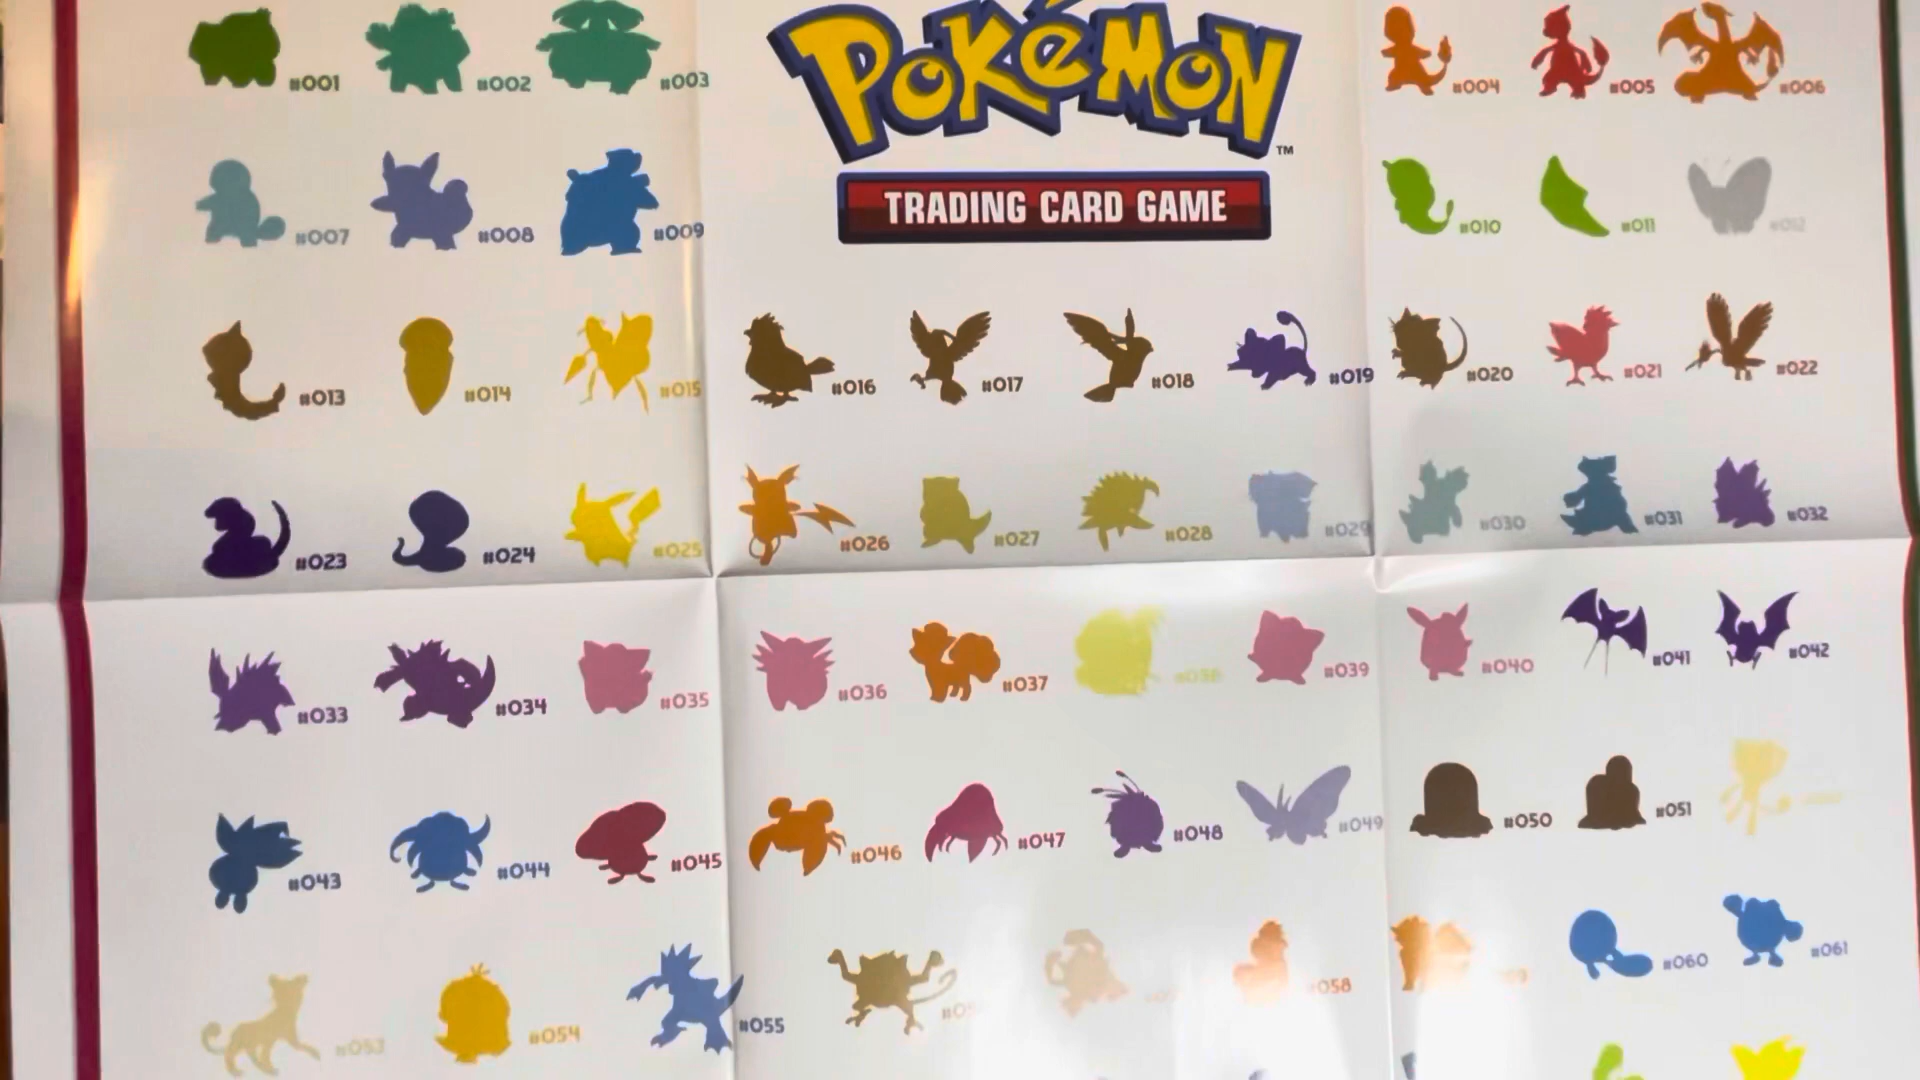 POKéMON
TM
TRADING CARD GAME
#001 #002 #003 #004 #005 #006
#007 #008 #009 #010 #011 #012
#013 #014 #015 #016 #017 #018 #019 #020 #021 #022
#023 #024 #025 #026 #027 #028 #029 #030 #031 #032
#033 #034 #035 #036 #037 #038 #039 #040 #041 #042
#043 #044 #045 #046 #047 #048 #049 #050 #051
#053 #054 #055 #058 #060 #061